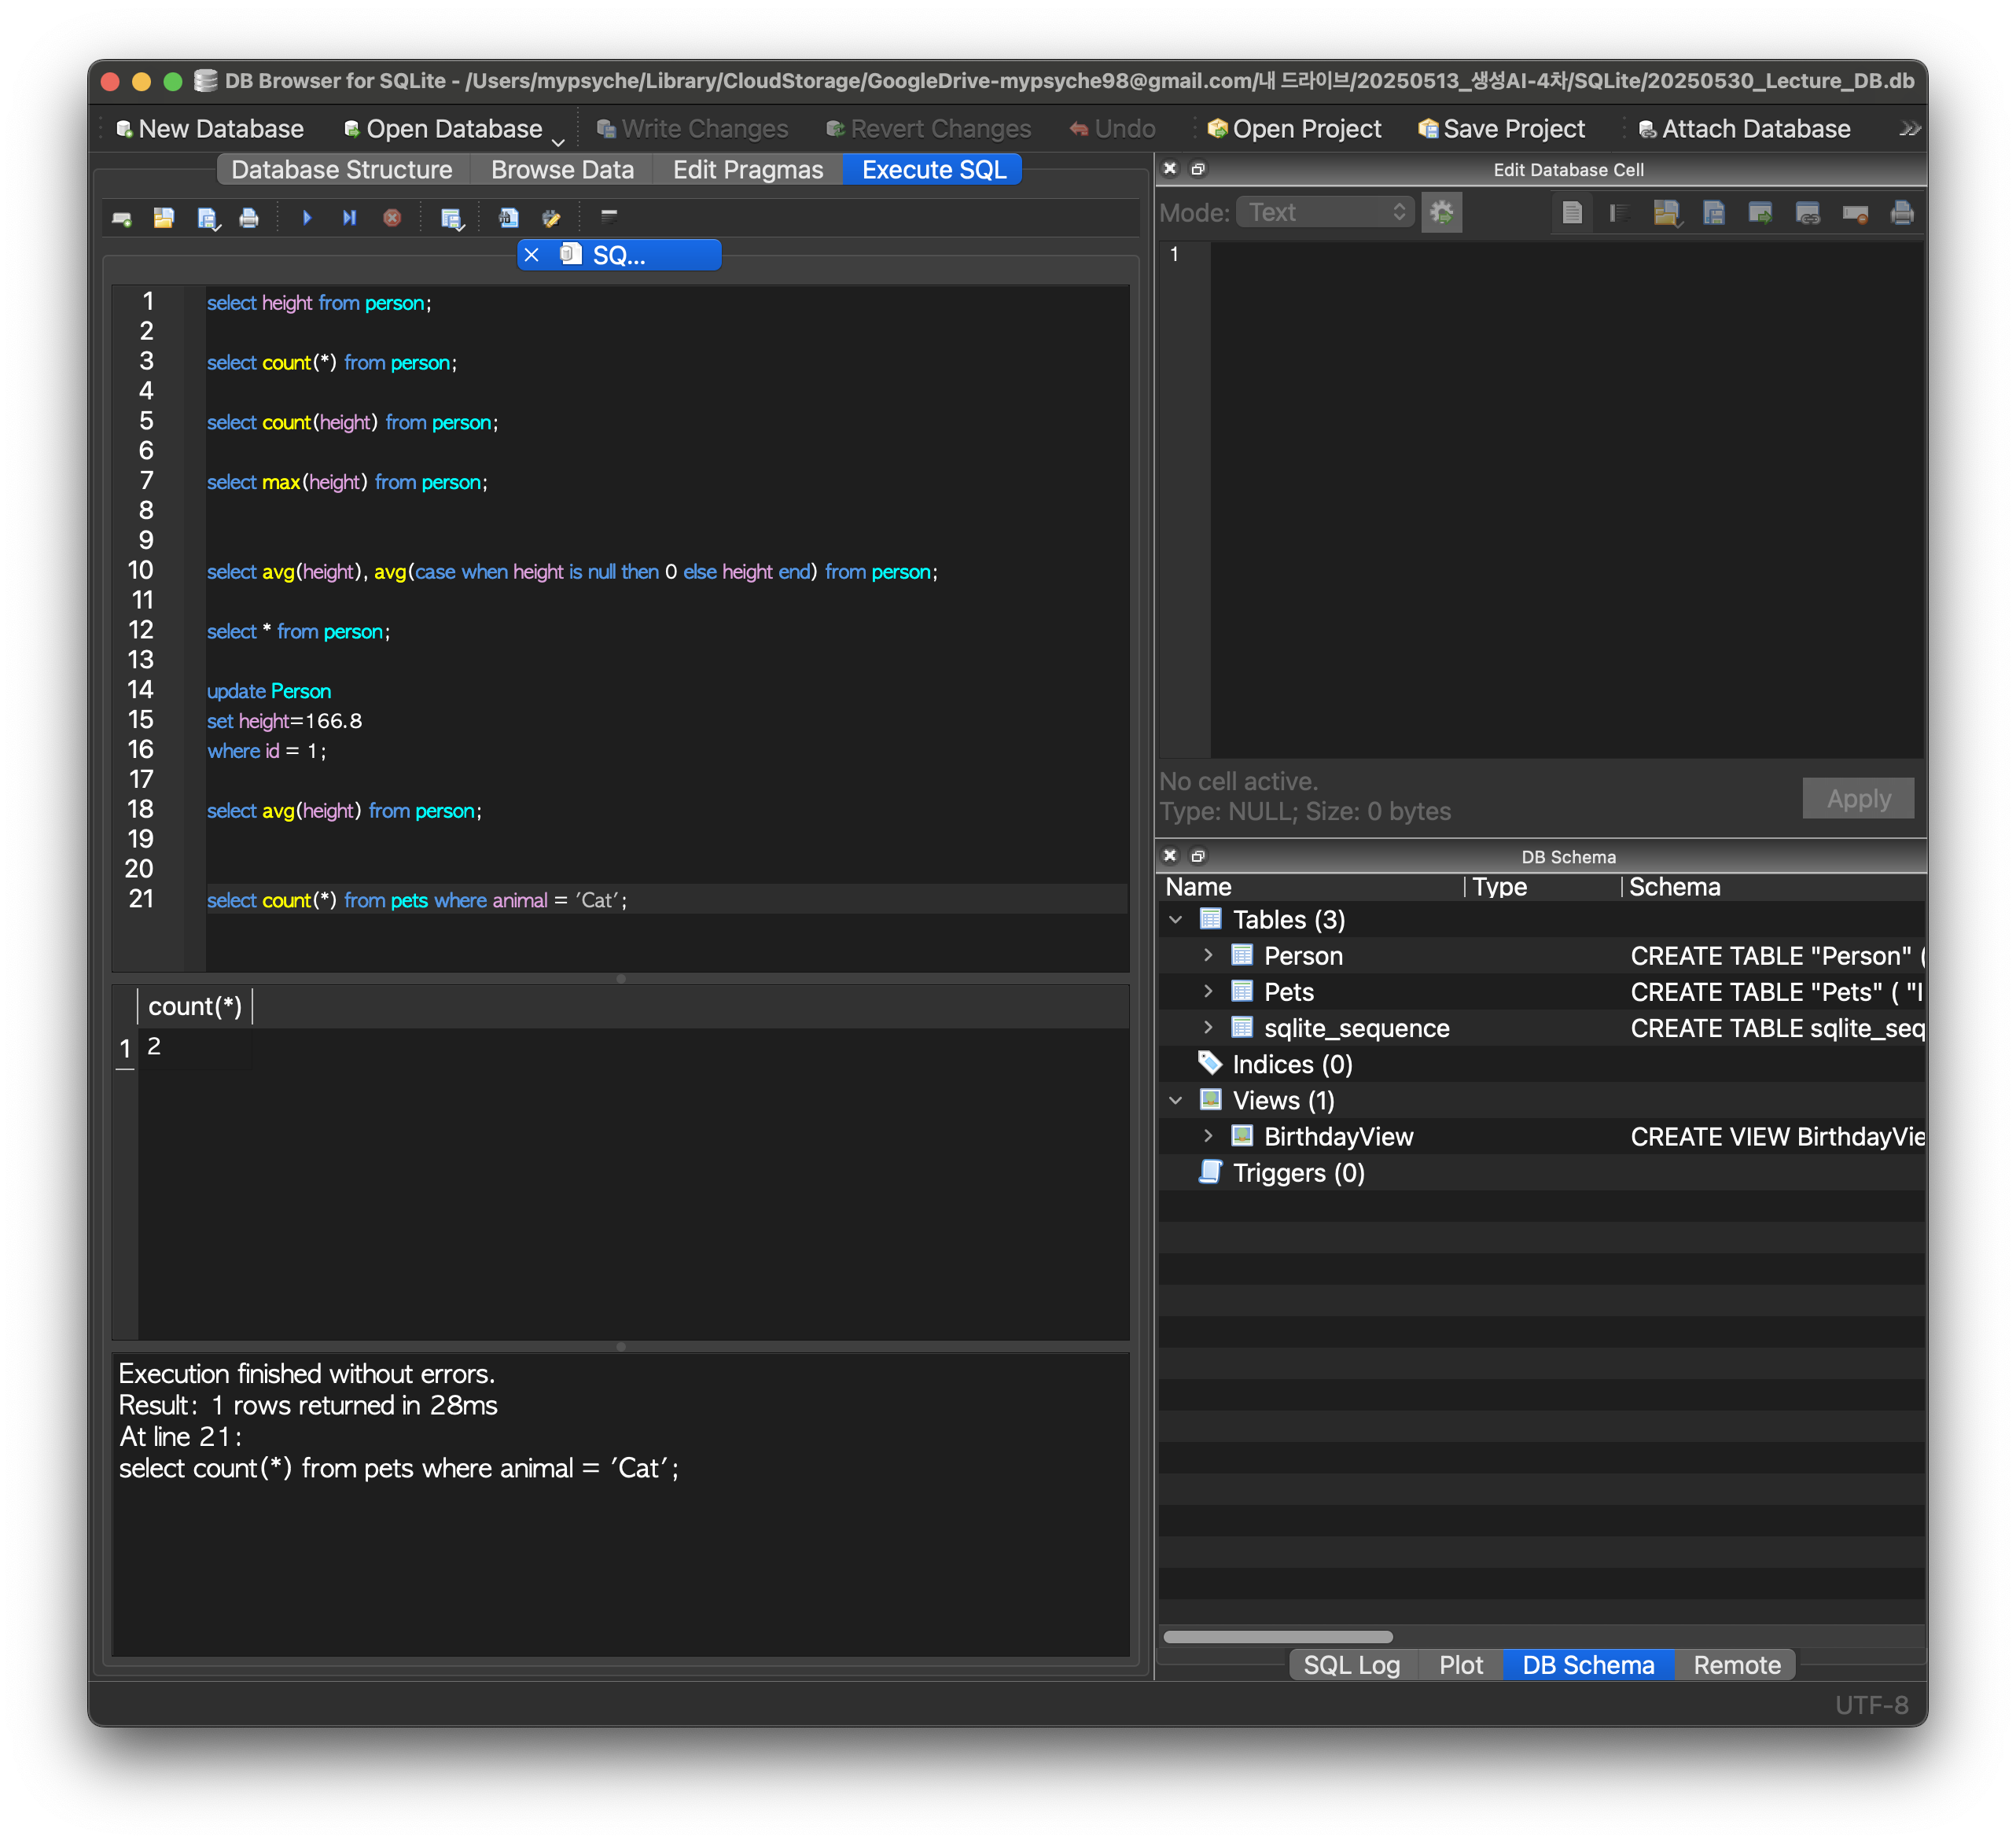 DB Browser for SQLite - /Users/mypsyche/Library/CloudStorage/GoogleDrive-mypsyche98@gmail.com/내 드라이브/20250513_생성AI-4차/SQLite/20250530_Lecture_DB.db
New Database Open Database Write Changes Revert Changes Undo Open Project Save Project Attach Database
Database Structure Browse Data Edit Pragmas Execute SQL
SQ...
1 select height from person;
2
3 select count(*) from person;
4
5 select count(height) from person;
6
7 select max(height) from person;
8
9
10 select avg(height), avg(case when height is null then 0 else height end) from person;
11
12 select * from person;
13
14 update Person
15 set height=166.8
16 where id = 1;
17
18 select avg(height) from person;
19
20
21 select count(*) from pets where animal = 'Cat';
count(*)
1 2
Execution finished without errors.
Result: 1 rows returned in 28ms
At line 21:
select count(*) from pets where animal = 'Cat';
Edit Database Cell
Mode: Text
1
No cell active.
Type: NULL; Size: 0 bytes
Apply
DB Schema
Name Type Schema
Tables (3)
Person CREATE TABLE "Person" (
Pets CREATE TABLE "Pets" ( "I
sqlite_sequence CREATE TABLE sqlite_seq
Indices (0)
Views (1)
BirthdayView CREATE VIEW BirthdayVie
Triggers (0)
SQL Log Plot DB Schema Remote
UTF-8